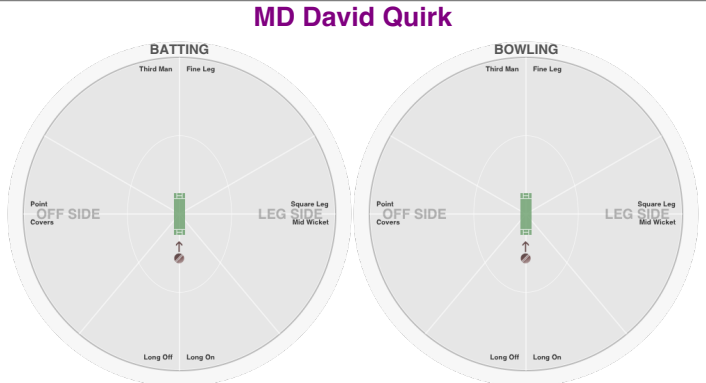 MD David Quirk
BATTING
Third Man Fine Leg
Point
OFF SIDE
Covers
Square Leg
LEG SIDE
Mid Wicket
Long Off Long On
BOWLING
Third Man Fine Leg
Point
OFF SIDE
Covers
Square Leg
LEG SIDE
Mid Wicket
Long Off Long On